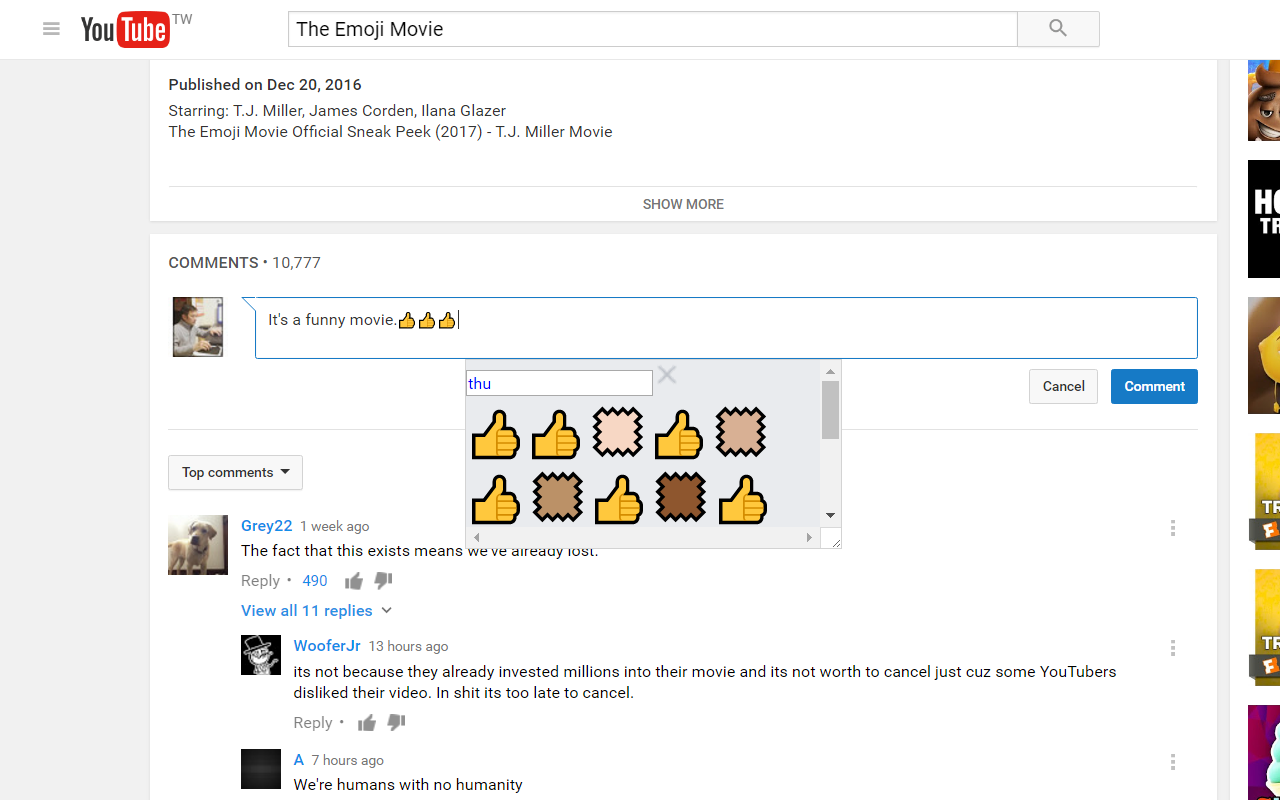 YouTube TW
The Emoji Movie
Published on Dec 20, 2016
Starring: T.J. Miller, James Corden, Ilana Glazer
The Emoji Movie Official Sneak Peek (2017) - T.J. Miller Movie
SHOW MORE
COMMENTS • 10,777
It's a funny movie.👍👍👍
thu
Cancel
Comment
Top comments
Grey22 1 week ago
The fact that this exists means we've already lost.
Reply • 490
View all 11 replies
WooferJr 13 hours ago
its not because they already invested millions into their movie and its not worth to cancel just cuz some YouTubers
disliked their video. In shit its too late to cancel.
Reply •
A 7 hours ago
We're humans with no humanity
HO
TR
TR
TR